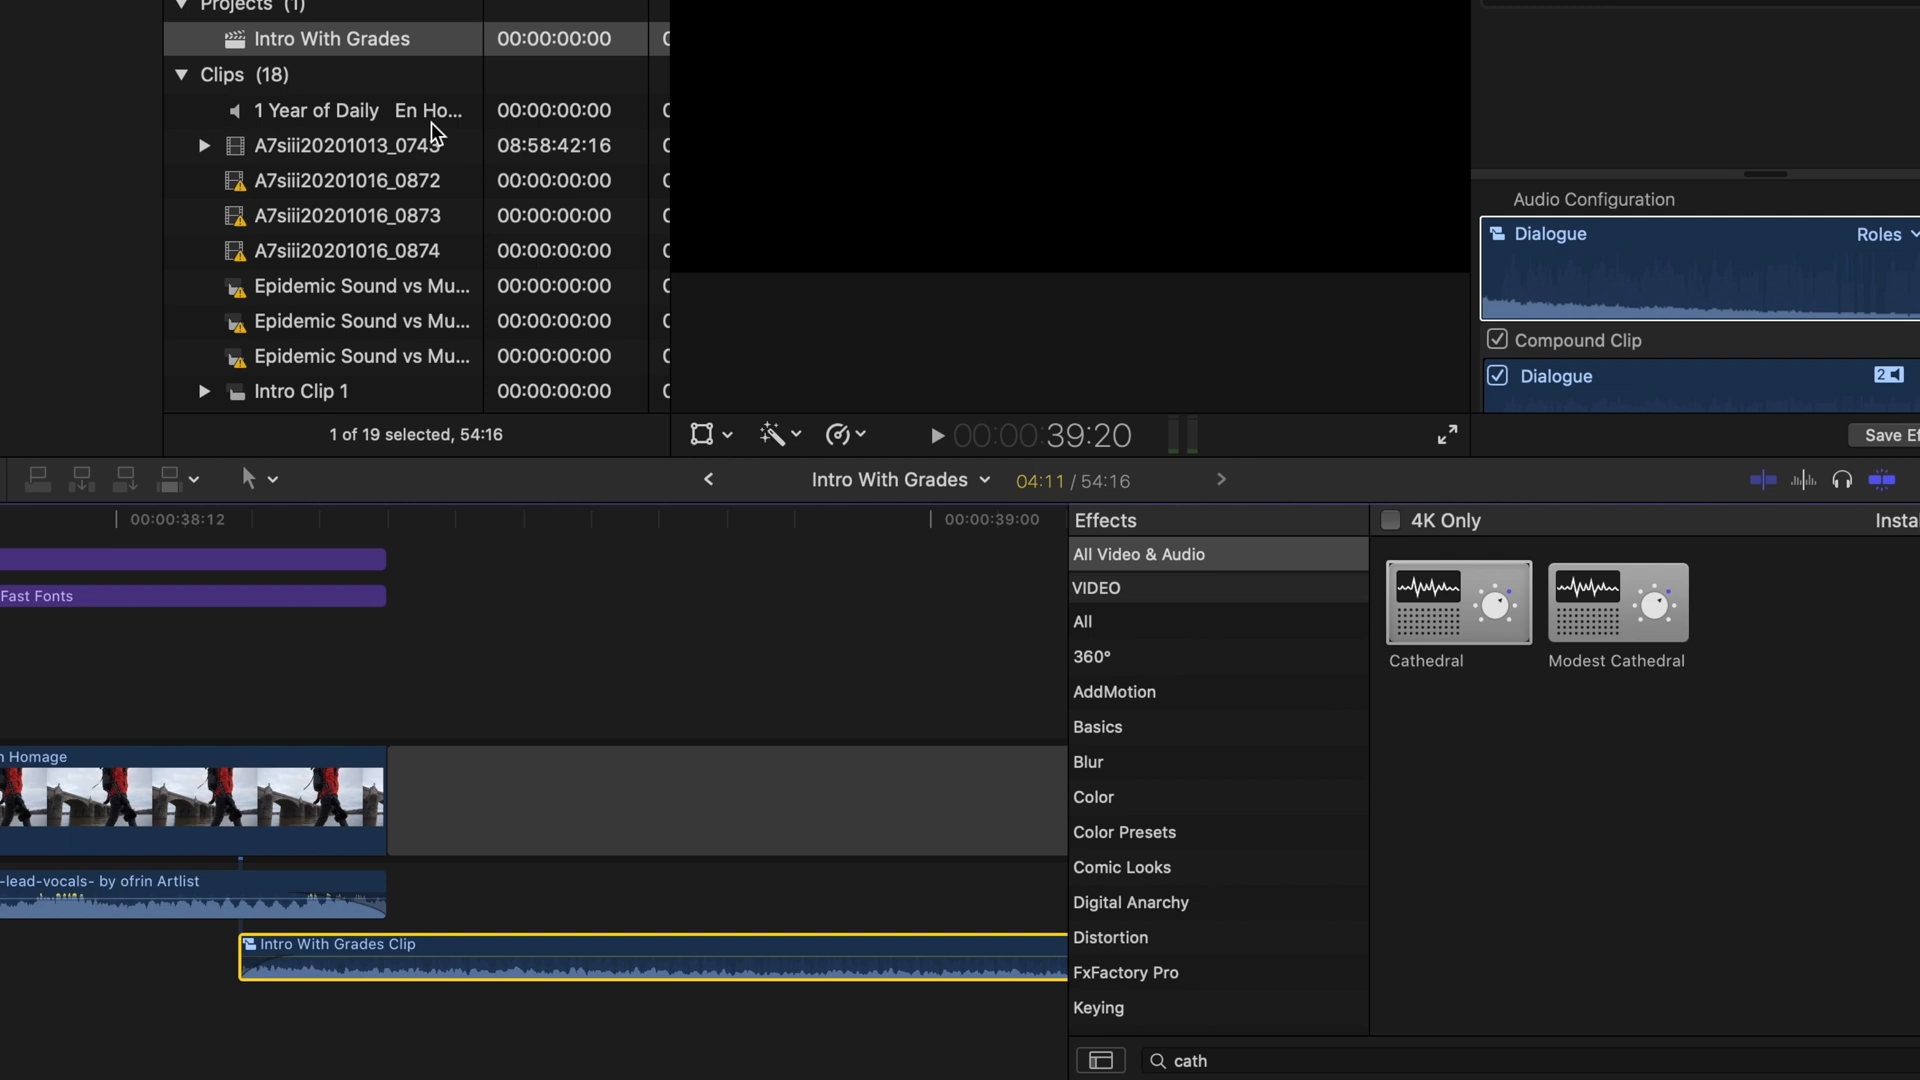 Projects (1)
Intro With Grades 00:00:00:00
Clips (18)
1 Year of Daily En Ho... 00:00:00:00
A7siii20201013_0743 08:58:42:16
A7siii20201016_0872 00:00:00:00
A7siii20201016_0873 00:00:00:00
A7siii20201016_0874 00:00:00:00
Epidemic Sound vs Mu... 00:00:00:00
Epidemic Sound vs Mu... 00:00:00:00
Epidemic Sound vs Mu... 00:00:00:00
Intro Clip 1 00:00:00:00
1 of 19 selected, 54:16
00:00:00:39:20
Audio Configuration
Dialogue Roles
Compound Clip
Dialogue 2
Save Ef
Intro With Grades 04:11 / 54:16
00:00:38:12 00:00:39:00
Fast Fonts
n Homage
-lead-vocals- by ofrin Artlist
Intro With Grades Clip
Effects
All Video & Audio
VIDEO
All
360°
AddMotion
Basics
Blur
Color
Color Presets
Comic Looks
Digital Anarchy
Distortion
FxFactory Pro
Keying
4K Only Insta
Cathedral Modest Cathedral
cath